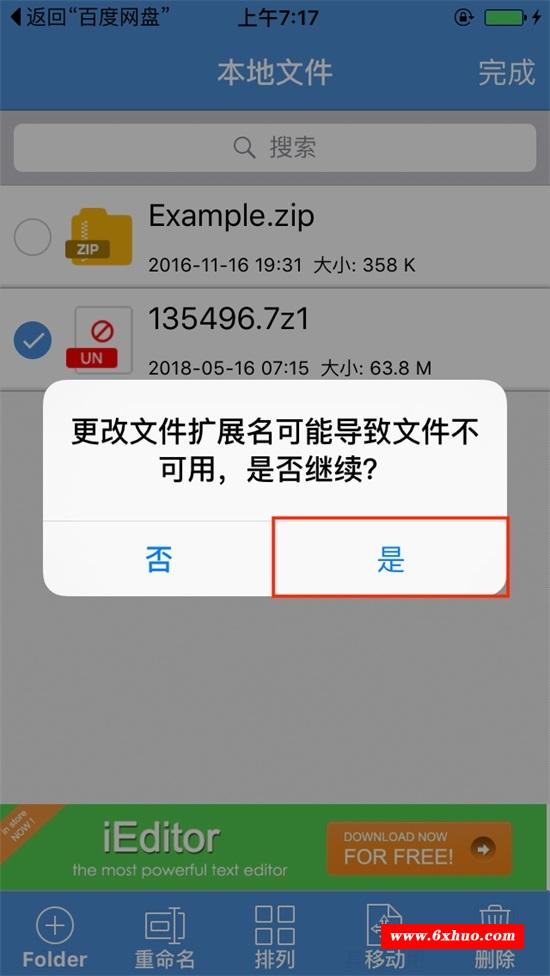 返回“百度网盘”
上午7:17
本地文件
完成
搜索
Example.zip
ZIP
2016-11-16 19:31 大小: 358 K
135496.7z1
UN
2018-05-16 07:15 大小: 63.8 M
更改文件扩展名可能导致文件不
可用，是否继续？
否
是
in store
NOW!
iEditor
the most powerful text editor
DOWNLOAD NOW
FOR FREE!
www.6xhuo.com
Folder
重命名
排列
移动
删除